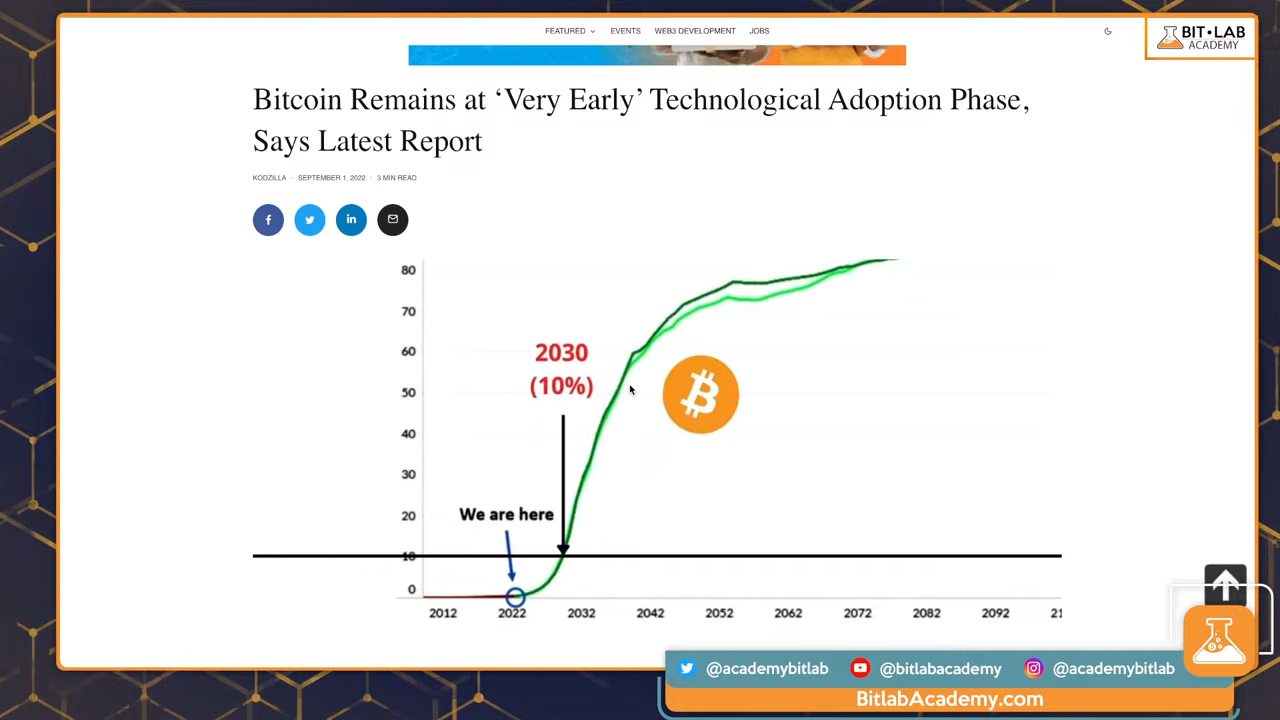 FEATURED
EVENTS
WEB3 DEVELOPMENT
JOBS
BIT•LAB
ACADEMY
Bitcoin Remains at ‘Very Early’ Technological Adoption Phase,
Says Latest Report
KODZILLA · SEPTEMBER 1, 2022 · 3 MIN READ
80
70
60
50
40
30
20
10
0
2030
(10%)
We are here
2012 2022 2032 2042 2052 2062 2072 2082 2092 21
@academybitlab
@bitlabacademy
@academybitlab
BitlabAcademy.com